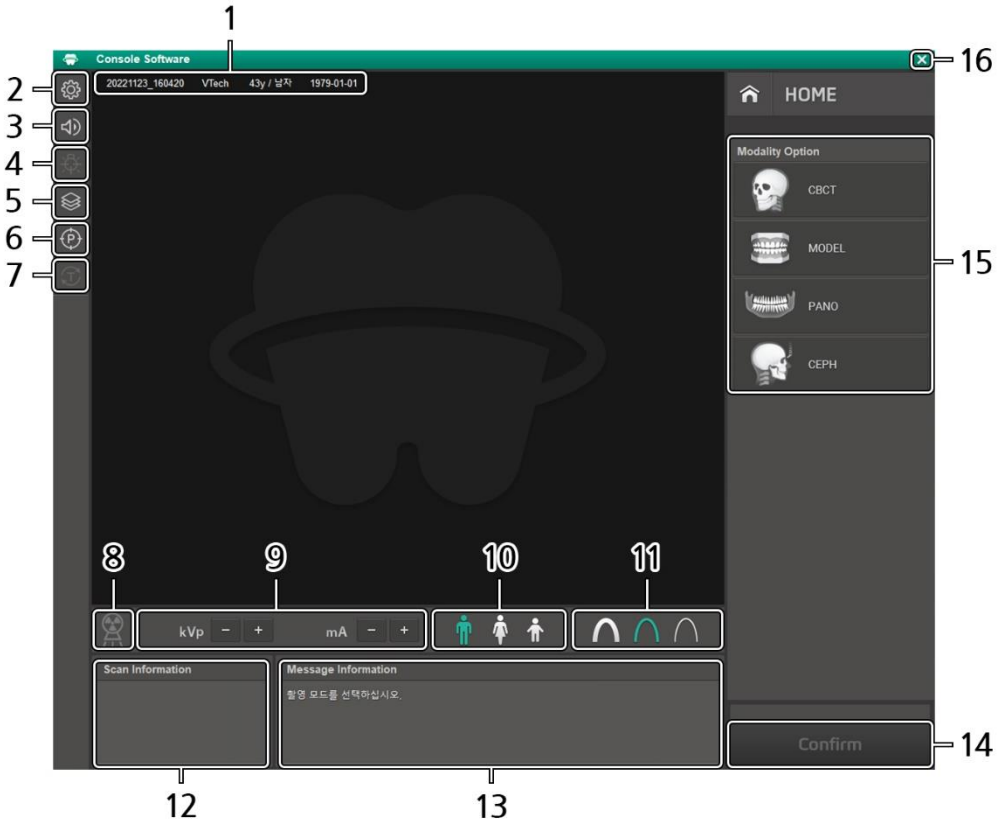 1
Console Software
16
2
20221123_160420 VTech 43y / 남자 1979-01-01
HOME
3
Modality Option
4
CBCT
5
6
MODEL
7
15
PANO
CEPH
8
9
10
11
kVp - +
mA - +
Scan Information
Message Information
촬영 모드를 선택하십시오.
Confirm
14
12
13